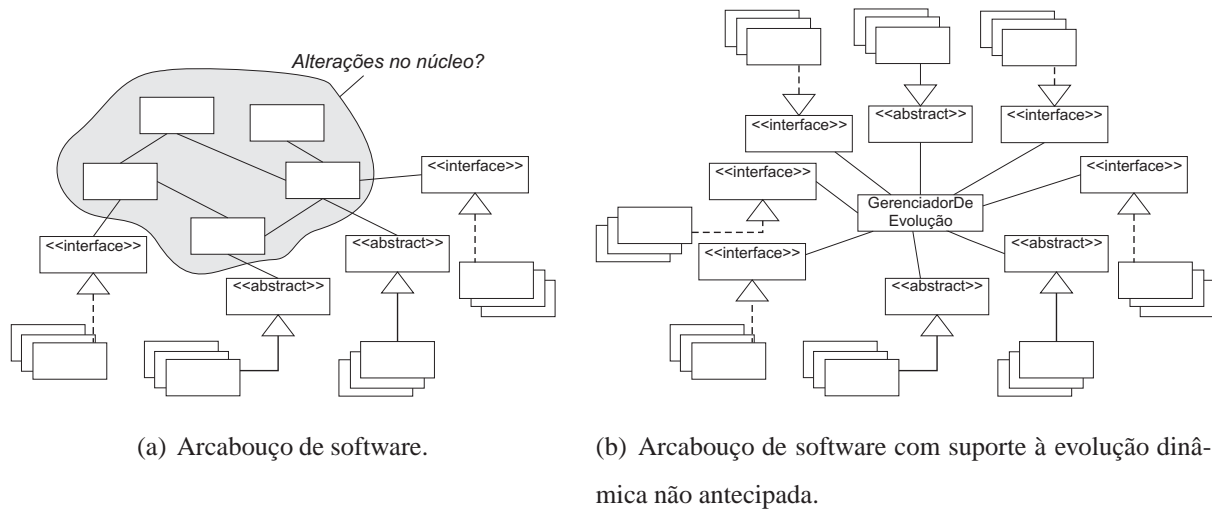 Alterações no núcleo?
<<interface>>
<<interface>>
<<abstract>>
<<abstract>>
(a) Arcabouço de software.
<<interface>>
<<abstract>>
<<interface>>
<<interface>>
<<interface>>
GerenciadorDe
Evolução
<<interface>>
<<abstract>>
<<abstract>>
(b) Arcabouço de software com suporte à evolução dinâ-
mica não antecipada.